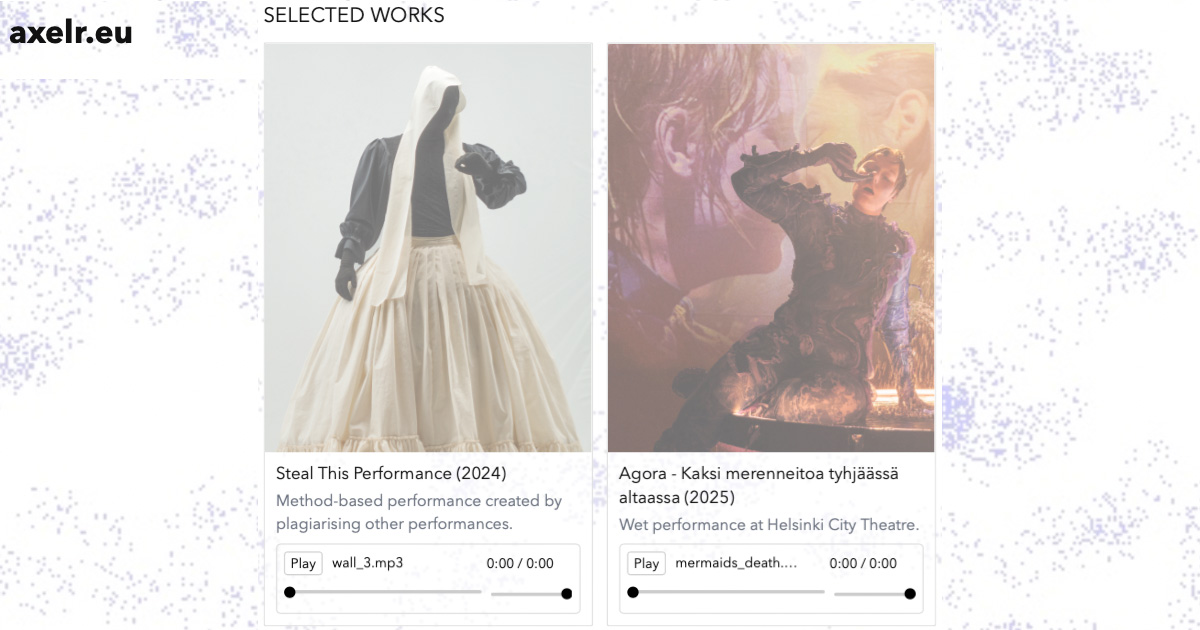 axelr.eu
SELECTED WORKS
Steal This Performance (2024)
Method-based performance created by
plagiarising other performances.
Play wall_3.mp3 0:00 / 0:00
Agora - Kaksi merenneitoa tyhjäässä
altaassa (2025)
Wet performance at Helsinki City Theatre.
Play mermaids_death.... 0:00 / 0:00